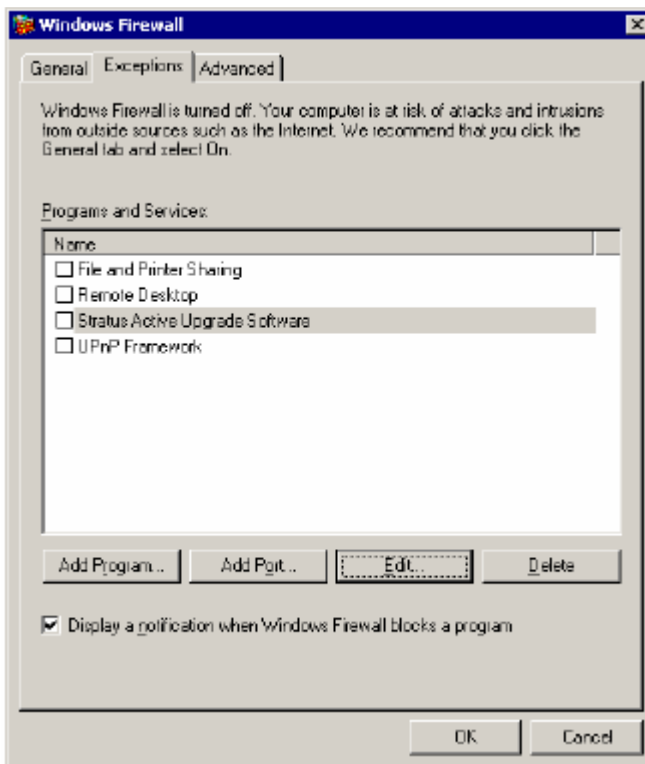 Windows Firewall
General Exceptions Advanced
Windows Firewall is turned off. Your computer is at risk of attacks and intrusions
from outside sources such as the Internet. We recommend that you click the
General tab and select On.
Programs and Services:
Name
File and Printer Sharing
Remote Desktop
Stratus Active Upgrade Software
UPnP Framework
Add Program... Add Port... Edit... Delete
Display a notification when Windows Firewall blocks a program
OK Cancel